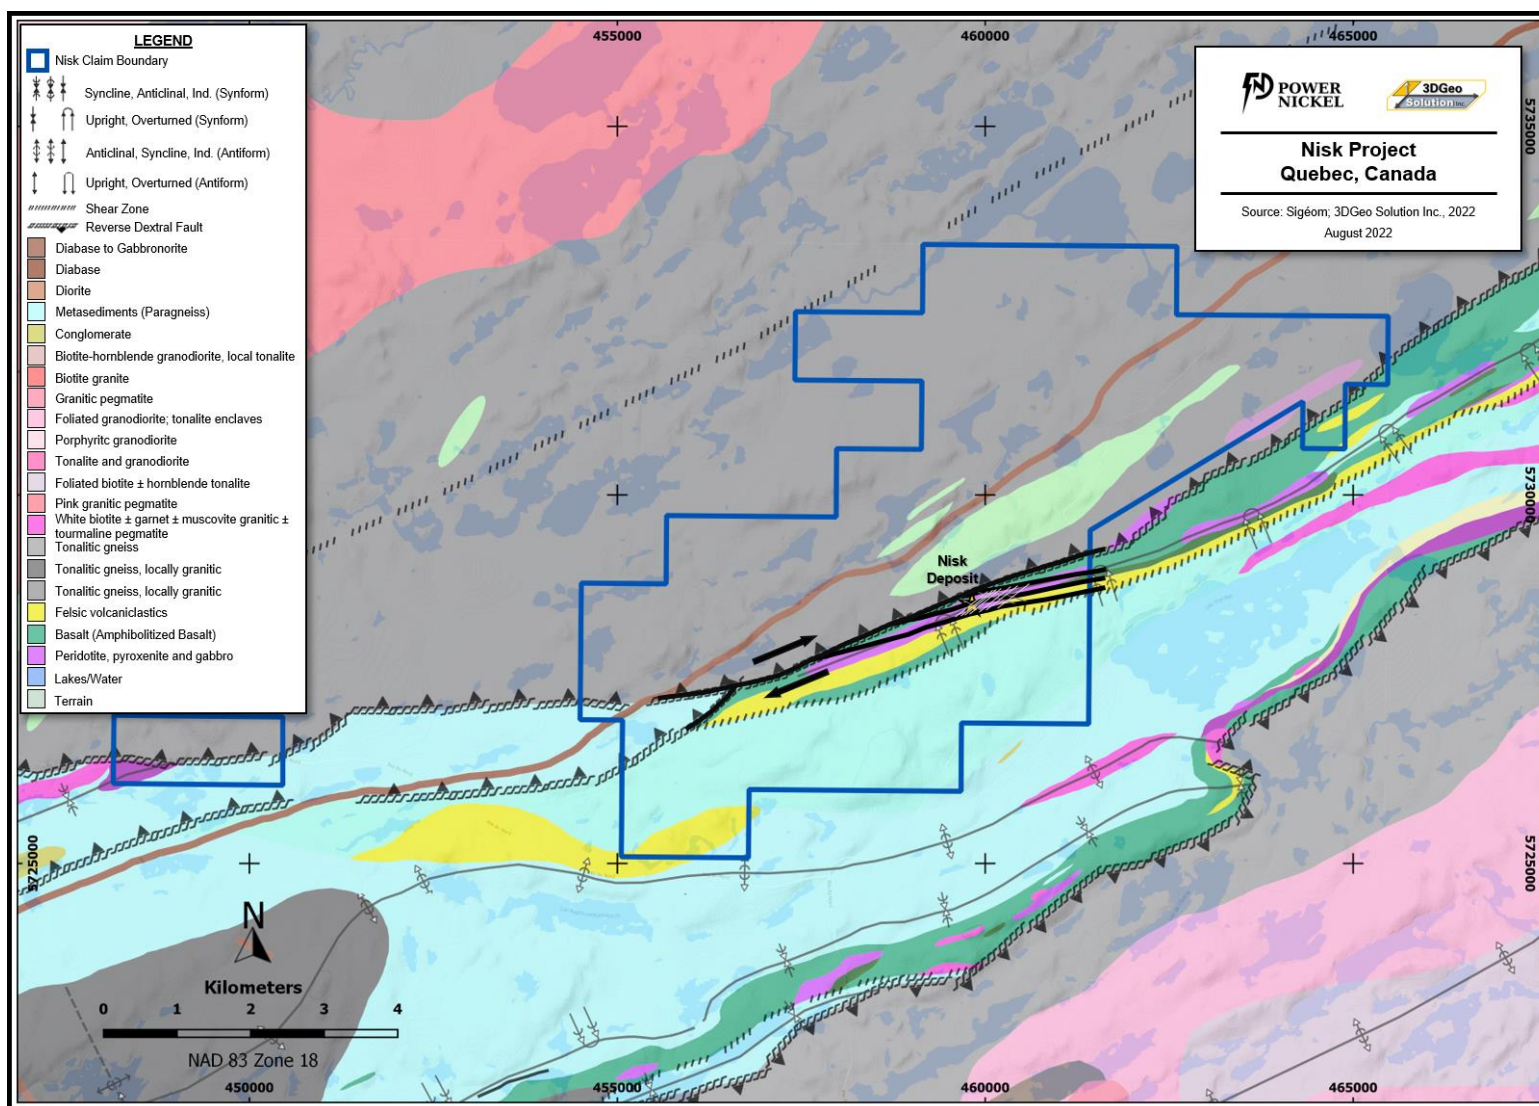 LEGEND
Nisk Claim Boundary
Syncline, Anticlinal, Ind. (Synform)
Upright, Overturned (Synform)
Anticlinal, Syncline, Ind. (Antiform)
Upright, Overturned (Antiform)
Shear Zone
Reverse Dextral Fault
Diabase to Gabbronorite
Diabase
Diorite
Metasediments (Paragneiss)
Conglomerate
Biotite-hornblende granodiorite, local tonalite
Biotite granite
Granitic pegmatite
Foliated granodiorite; tonalite enclaves
Porphyritc granodiorite
Tonalite and granodiorite
Foliated biotite ± hornblende tonalite
Pink granitic pegmatite
White biotite ± garnet ± muscovite granitic ±
tourmaline pegmatite
Tonalitic gneiss
Tonalitic gneiss, locally granitic
Tonalitic gneiss, locally granitic
Felsic volcaniclastics
Basalt (Amphibolitized Basalt)
Peridotite, pyroxenite and gabbro
Lakes/Water
Terrain
455000
460000
465000
POWER
NICKEL
3DGeo
Solution Inc.
Nisk Project
Quebec, Canada
Source: Sigéom; 3DGeo Solution Inc., 2022
August 2022
5735000
5730000
5725000
5725000
Nisk
Deposit
N
Kilometers
0 1 2 3 4
NAD 83 Zone 18
450000
455000
460000
465000